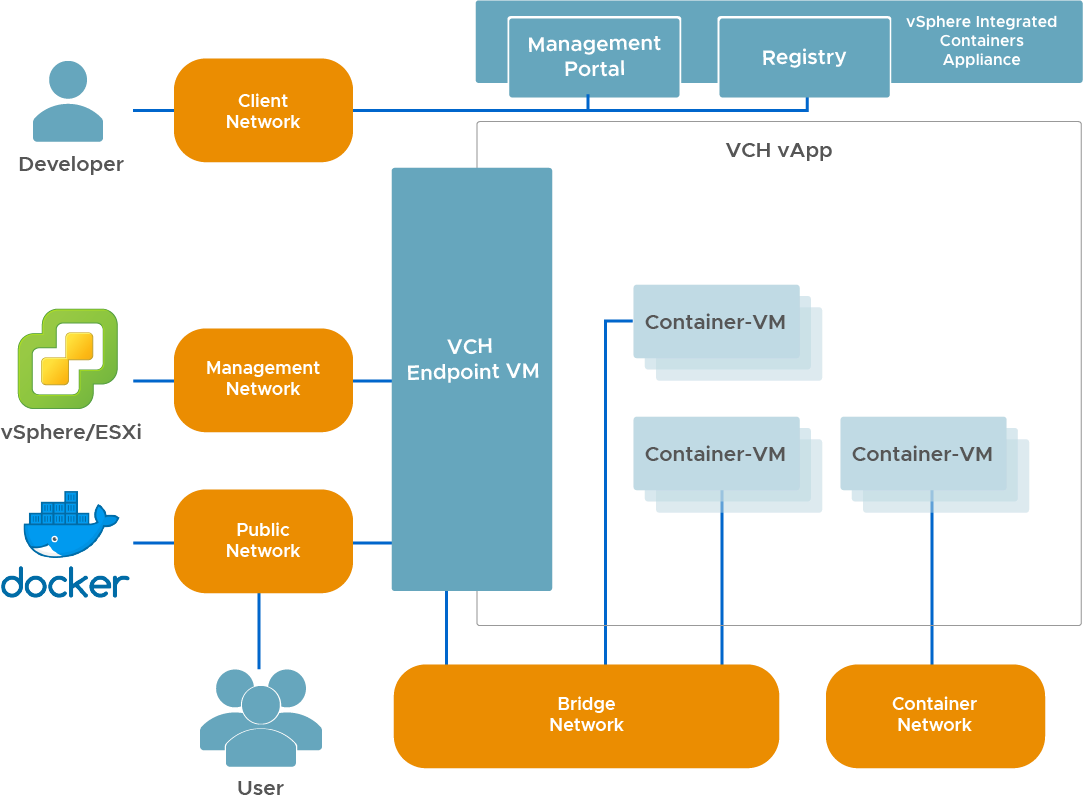 vSphere Integrated
Containers
Appliance
Management
Portal
Registry
Client
Network
Developer
VCH vApp
VCH
Endpoint VM
Container-VM
Management
Network
vSphere/ESXi
Container-VM
Container-VM
Public
Network
docker
Bridge
Network
Container
Network
User